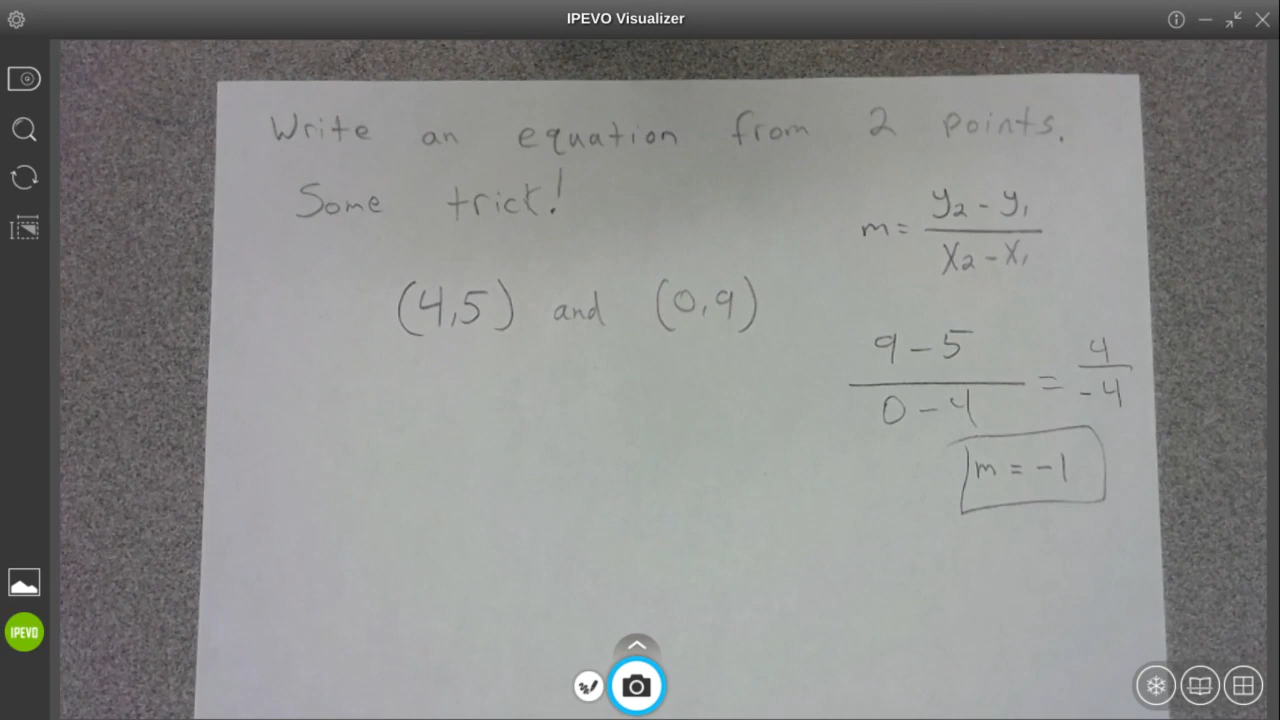 IPEVO Visualizer
Write an equation from 2 points.
Some trick!
m = y₂ - y₁ / x₂ - x₁
(4,5) and (0,9)
9 - 5 / 0 - 4 = 4 / -4
m = -1
IPEVO